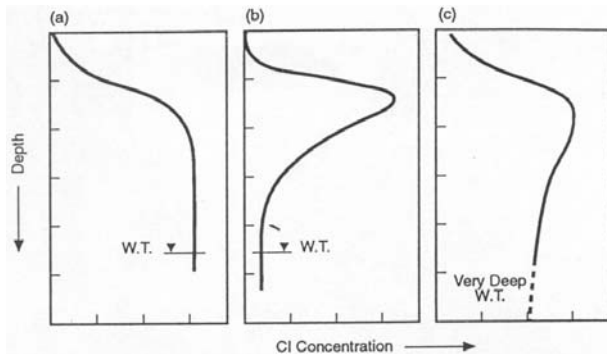 (a)
(b)
(c)
Depth
W.T.
W.T.
Very Deep
W.T.
Cl Concentration